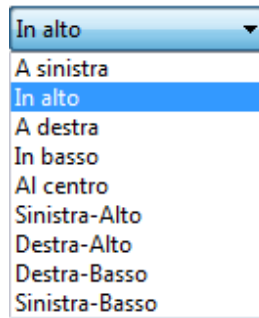 In alto
A sinistra
In alto
A destra
In basso
Al centro
Sinistra-Alto
Destra-Alto
Destra-Basso
Sinistra-Basso